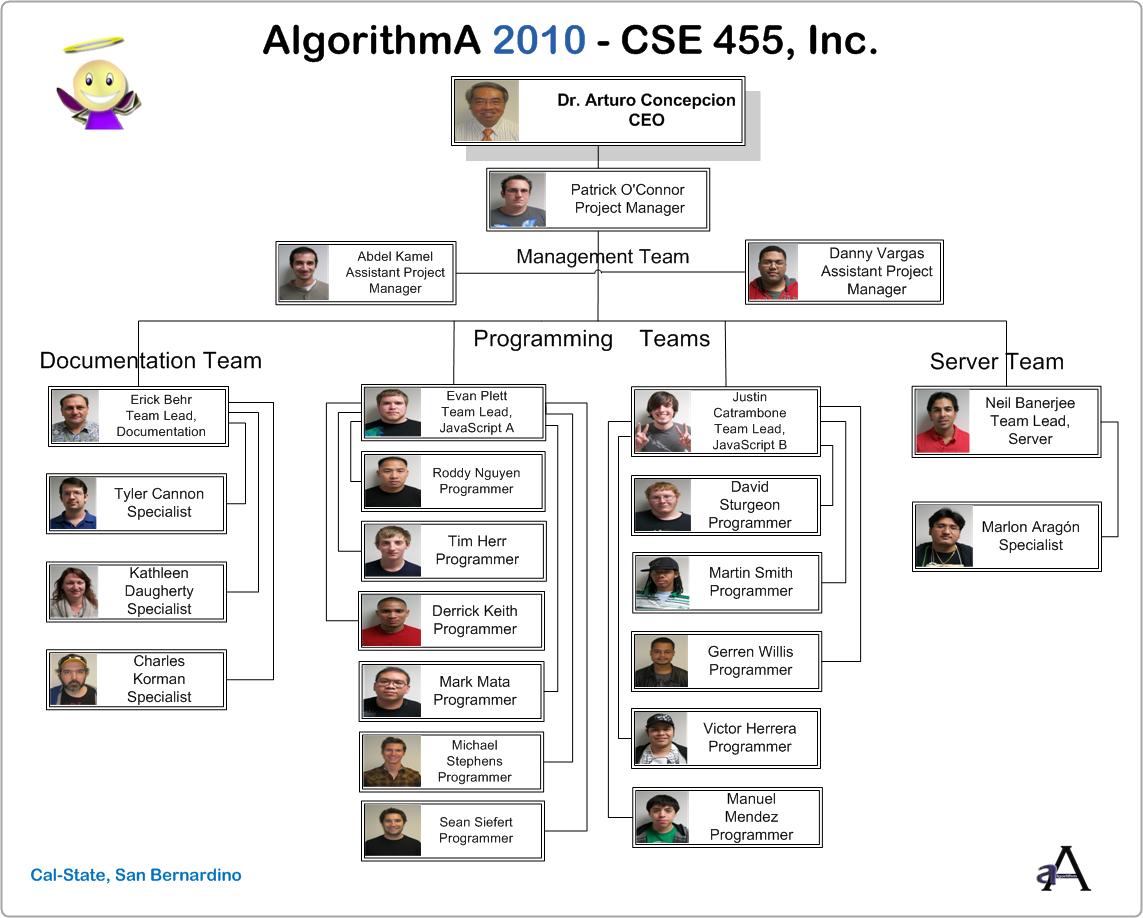 AlgorithmA 2010 - CSE 455, Inc.
Dr. Arturo Concepcion
CEO
Patrick O'Connor
Project Manager
Management Team
Abdel Kamel
Assistant Project
Manager
Danny Vargas
Assistant Project
Manager
Programming Teams
Documentation Team
Server Team
Erick Behr
Team Lead,
Documentation
Tyler Cannon
Specialist
Kathleen
Daugherty
Specialist
Charles
Korman
Specialist
Evan Plett
Team Lead,
JavaScript A
Roddy Nguyen
Programmer
Tim Herr
Programmer
Derrick Keith
Programmer
Mark Mata
Programmer
Michael
Stephens
Programmer
Sean Siefert
Programmer
Justin
Catrambone
Team Lead,
JavaScript B
David
Sturgeon
Programmer
Martin Smith
Programmer
Gerren Willis
Programmer
Victor Herrera
Programmer
Manuel
Mendez
Programmer
Neil Banerjee
Team Lead,
Server
Marlon Aragón
Specialist
Cal-State, San Bernardino